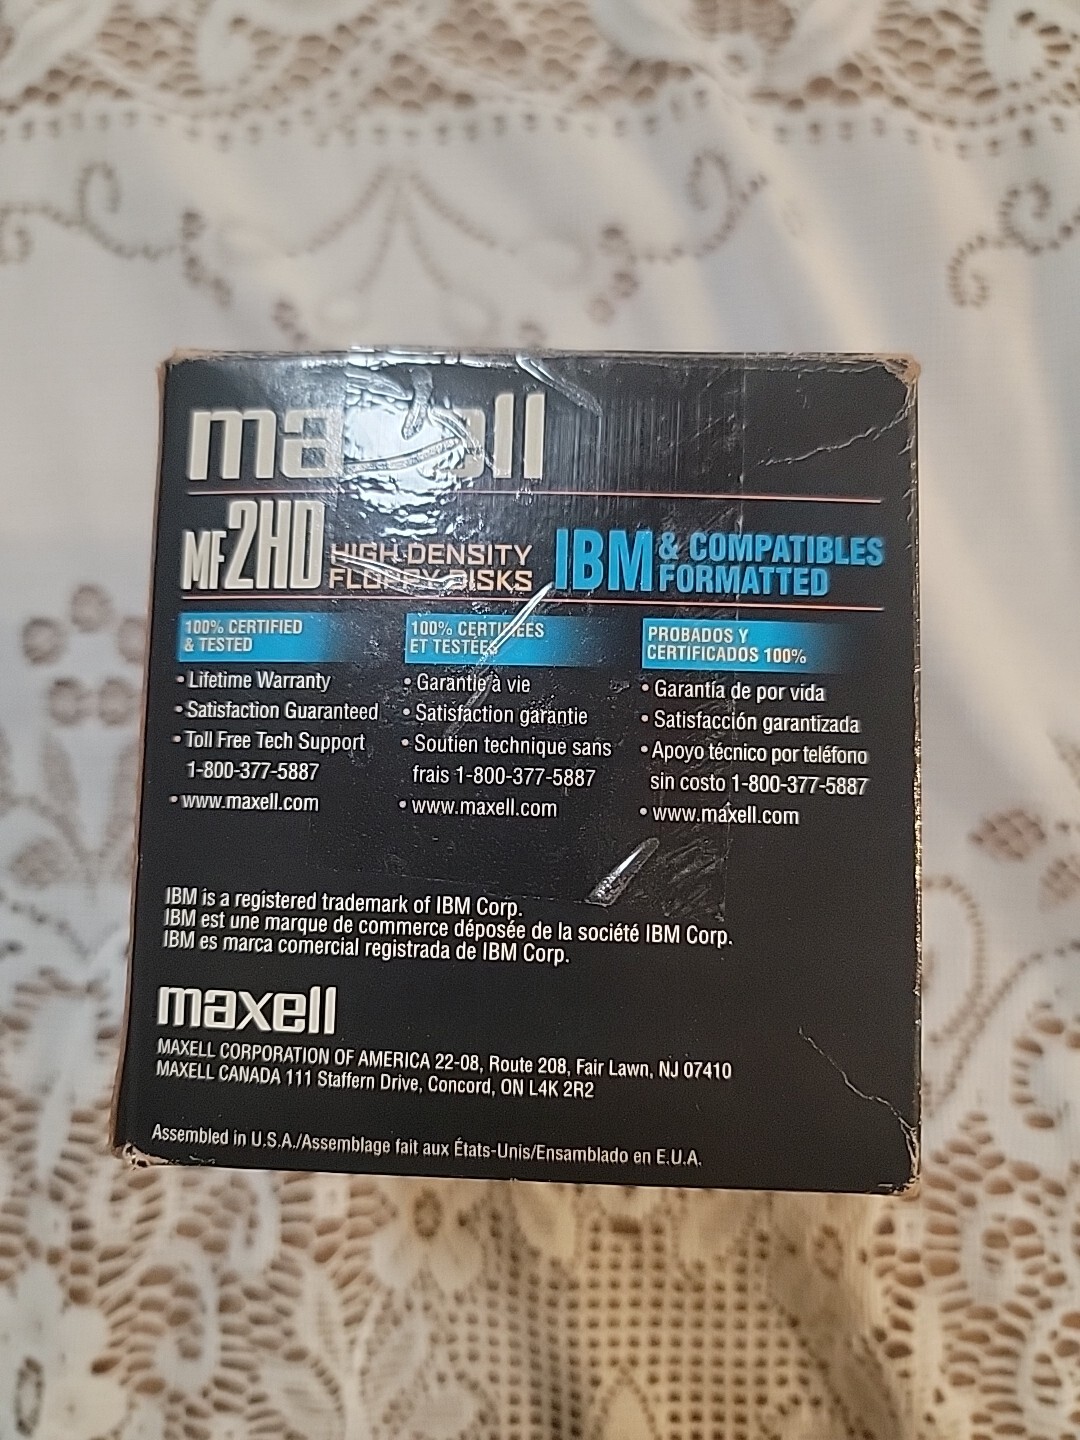 maxell
MF2HD HIGH DENSITY FLOPPY DISKS IBM & COMPATIBLES FORMATTED
100% CERTIFIED
& TESTED
• Lifetime Warranty
• Satisfaction Guaranteed
• Toll Free Tech Support
1-800-377-5887
• www.maxell.com
100% CERTIFIÉES
ET TESTÉES
• Garantie à vie
• Satisfaction garantie
• Soutien technique sans
frais 1-800-377-5887
• www.maxell.com
PROBADOS Y
CERTIFICADOS 100%
• Garantía de por vida
• Satisfacción garantizada
• Apoyo técnico por teléfono
sin costo 1-800-377-5887
• www.maxell.com
IBM is a registered trademark of IBM Corp.
IBM est une marque de commerce déposée de la société IBM Corp.
IBM es marca comercial registrada de IBM Corp.
maxell
MAXELL CORPORATION OF AMERICA 22-08, Route 208, Fair Lawn, NJ 07410
MAXELL CANADA 111 Staffern Drive, Concord, ON L4K 2R2
Assembled in U.S.A./Assemblage fait aux États-Unis/Ensamblado en E.U.A.